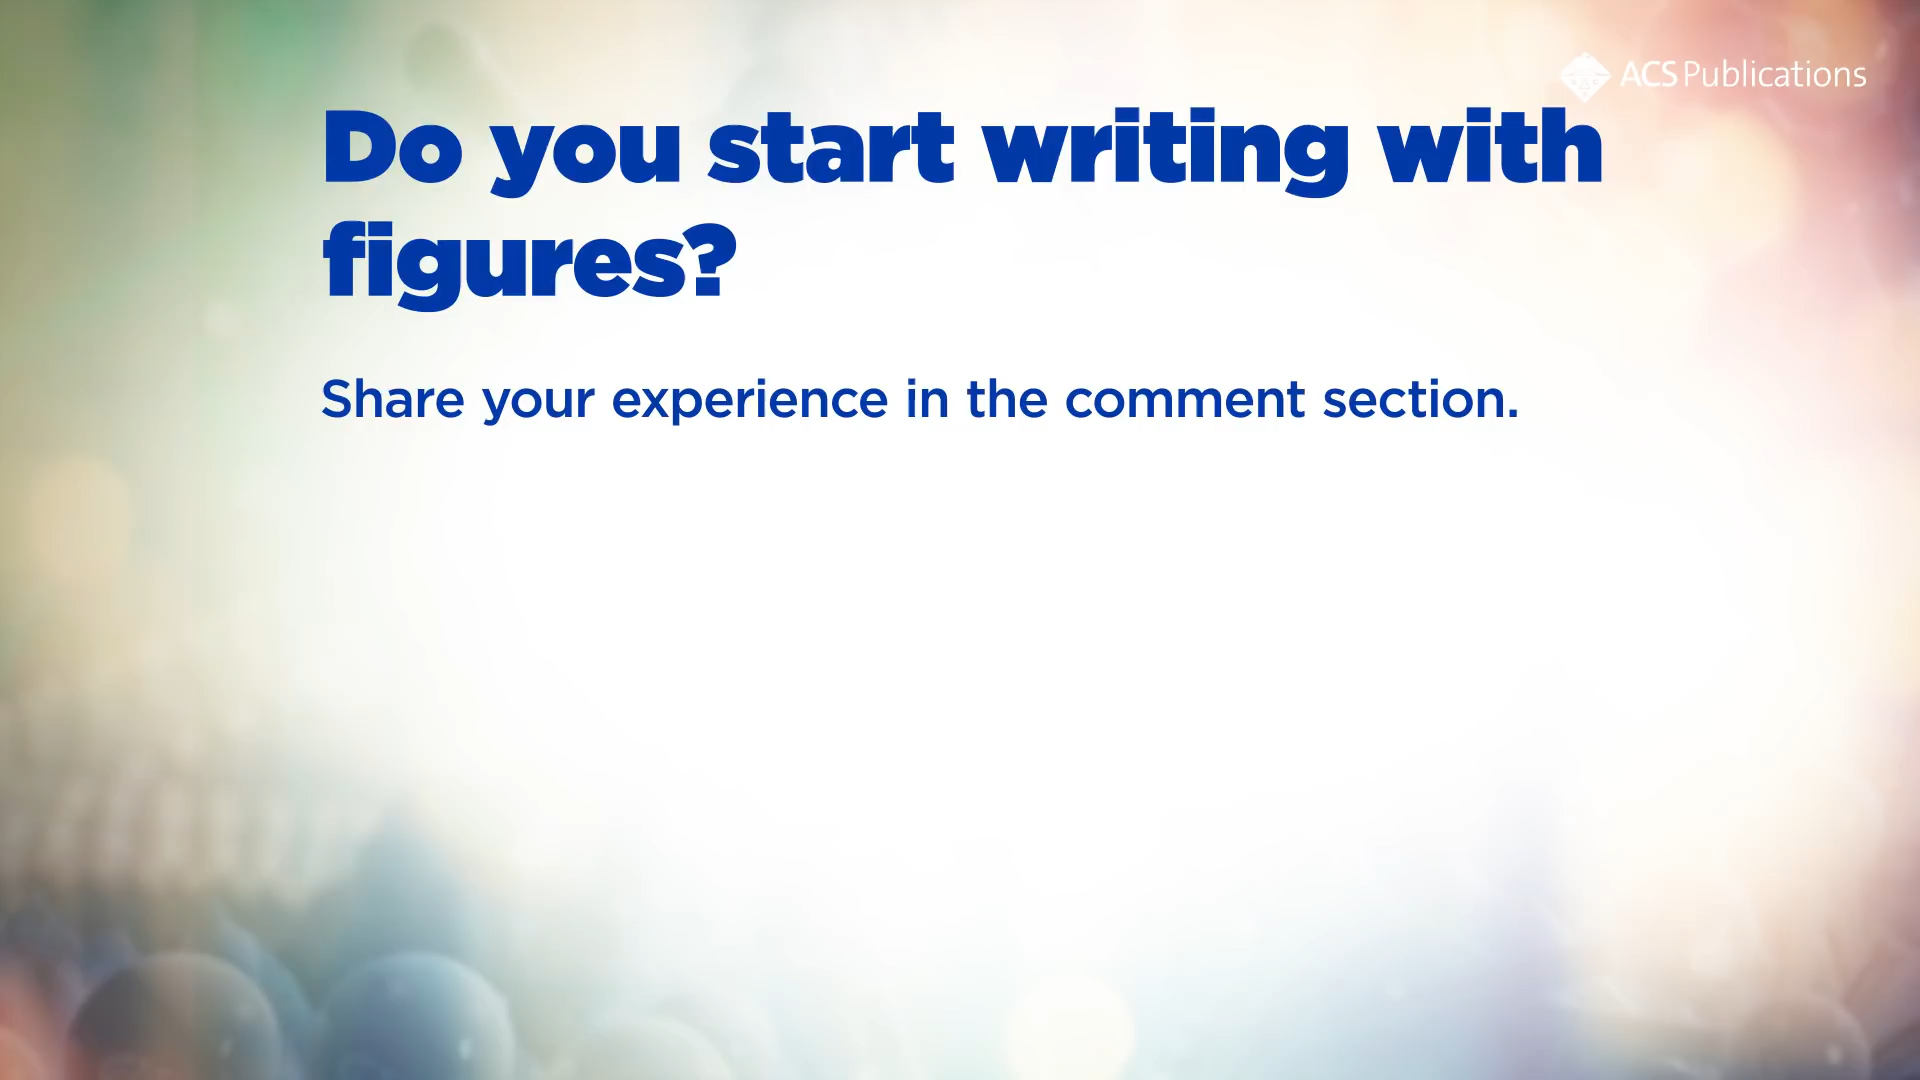 ACS Publications
Do you start writing with
figures?
Share your experience in the comment section.